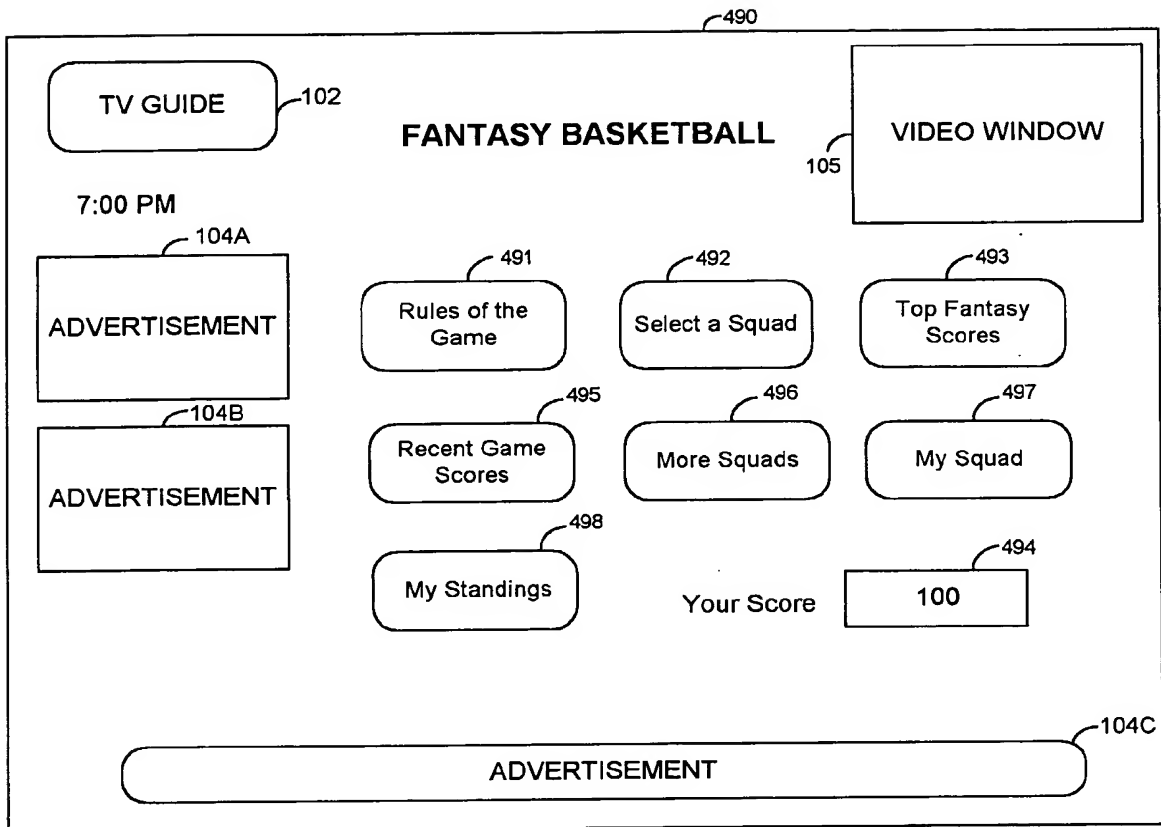 490
TV GUIDE
102
FANTASY BASKETBALL
VIDEO WINDOW
105
7:00 PM
104A
ADVERTISEMENT
491
Rules of the
Game
492
Select a Squad
493
Top Fantasy
Scores
104B
ADVERTISEMENT
495
Recent Game
Scores
496
More Squads
497
My Squad
498
My Standings
Your Score
494
100
104C
ADVERTISEMENT